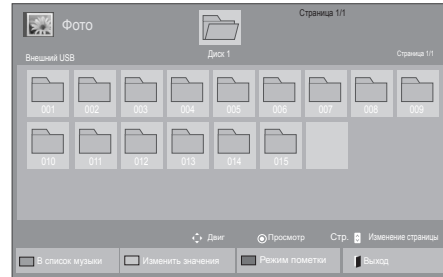 Фото
Страница 1/1
Внешний USB
Диск 1
Страница 1/1
001 002 003 004 005 006 007 008 009
010 011 012 013 014 015
Двиг Просмотр Стр. Изменение страницы
В список музыки Изменить значения Режим пометки Выход